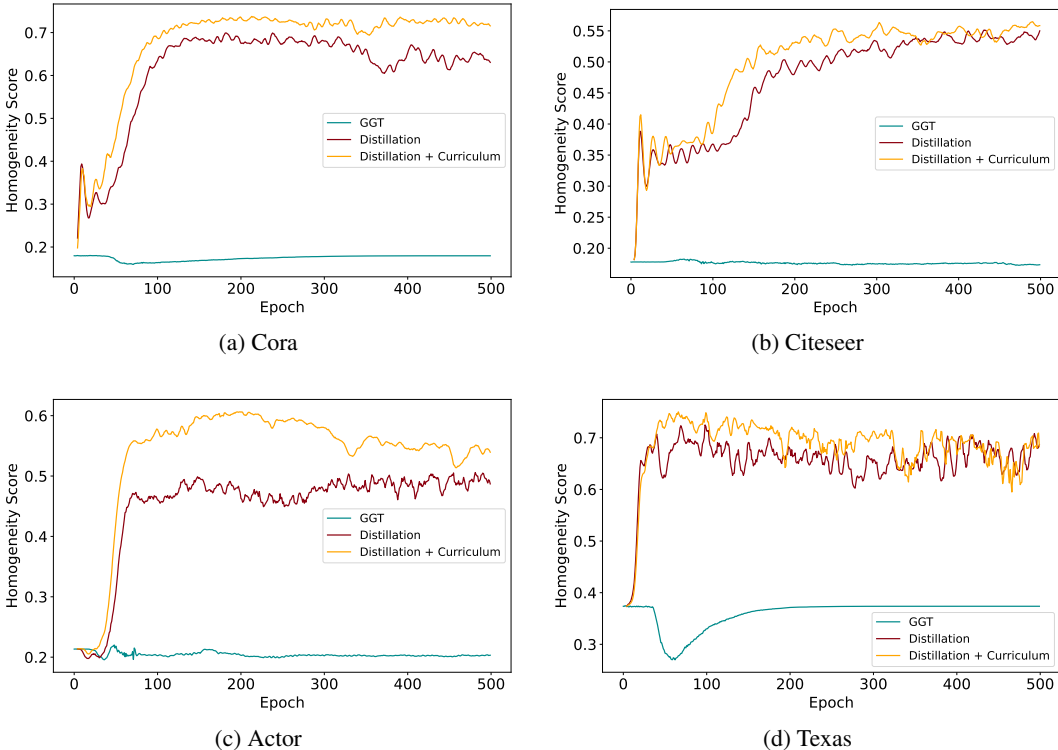 0.7
0.6
0.5
0.4
0.3
0.2
Homogeneity Score
GGT
Distillation
Distillation + Curriculum
0 100 200 300 400 500
Epoch
(a) Cora
0.55
0.50
0.45
0.40
0.35
0.30
0.25
0.20
Homogeneity Score
GGT
Distillation
Distillation + Curriculum
0 100 200 300 400 500
Epoch
(b) Citeseer
0.6
0.5
0.4
0.3
0.2
Homogeneity Score
GGT
Distillation
Distillation + Curriculum
0 100 200 300 400 500
Epoch
(c) Actor
0.7
0.6
0.5
0.4
0.3
Homogeneity Score
GGT
Distillation
Distillation + Curriculum
0 100 200 300 400 500
Epoch
(d) Texas